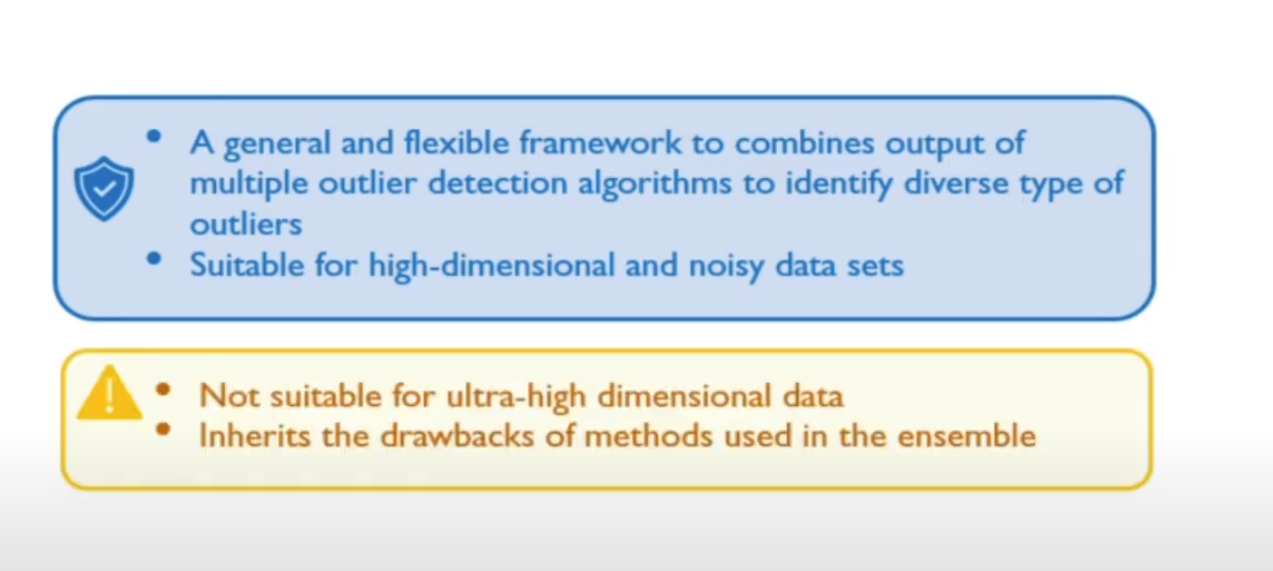 • A general and flexible framework to combines output of
multiple outlier detection algorithms to identify diverse type of
outliers
• Suitable for high-dimensional and noisy data sets
• Not suitable for ultra-high dimensional data
• Inherits the drawbacks of methods used in the ensemble